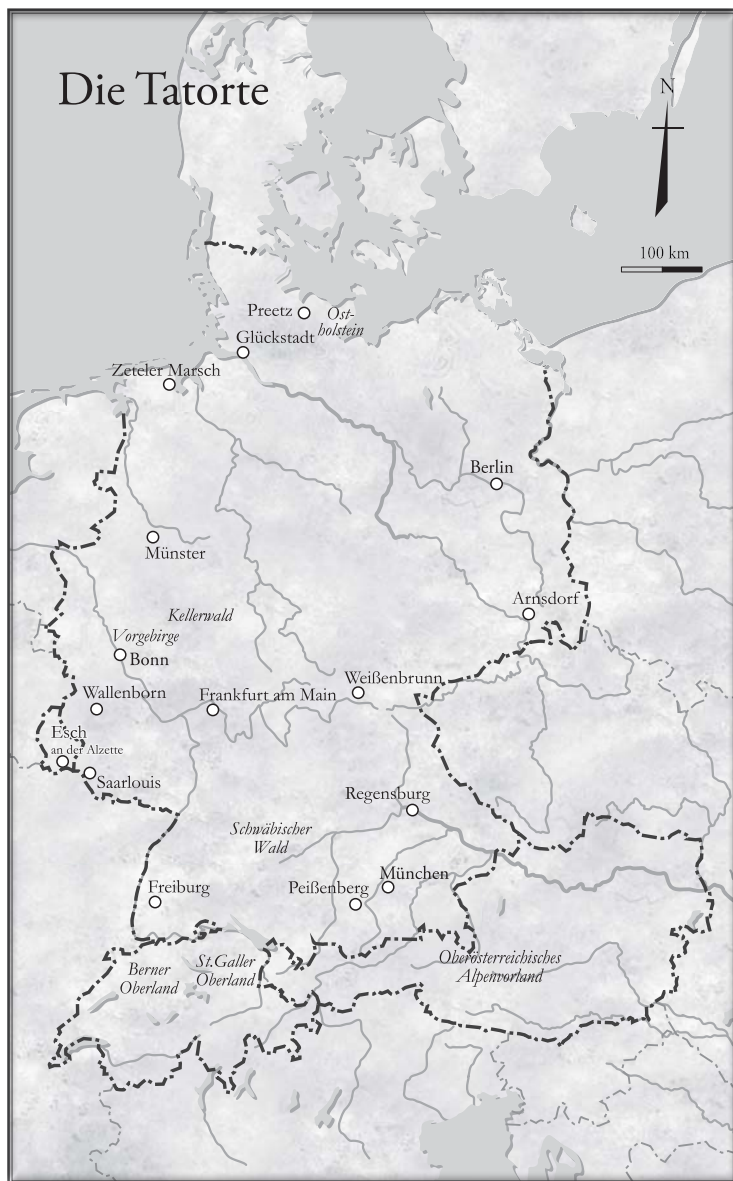 Die Tatorte
N
100 km
Preetz
Ost-
holstein
Glückstadt
Zeteler Marsch
Berlin
Münster
Arnsdorf
Kellerwald
Vorgebirge
Bonn
Weißenbrunn
Wallenborn
Frankfurt am Main
Esch
an der Alzette
Saarlouis
Regensburg
Schwäbischer
Wald
München
Freiburg
Peißenberg
St.Galler
Oberland
Berner
Oberland
Oberösterreichisches
Alpenvorland